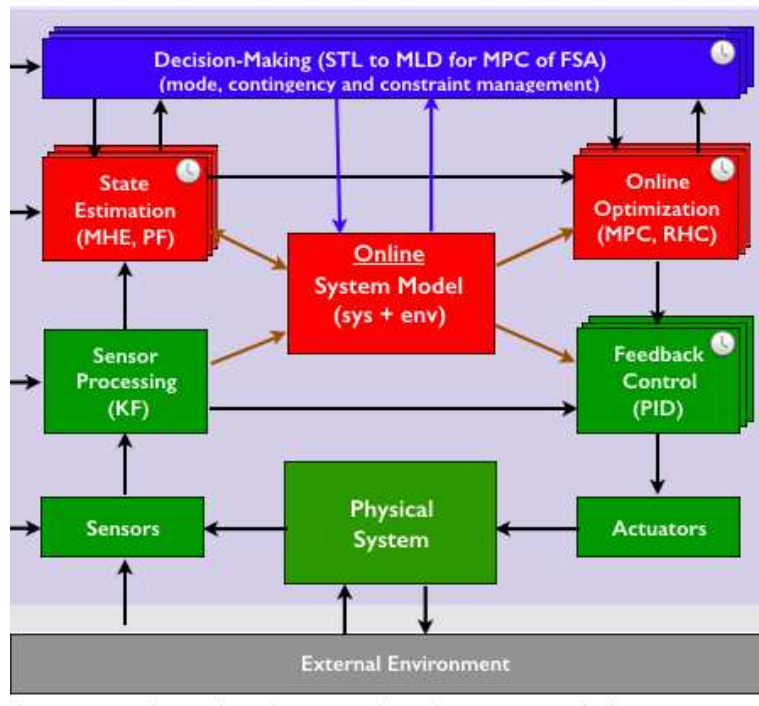 Decision-Making (STL to MLD for MPC of FSA)
(mode, contingency and constraint management)
State
Estimation
(MHE, PF)
Online
Optimization
(MPC, RHC)
Online
System Model
(sys + env)
Sensor
Processing
(KF)
Feedback
Control
(PID)
Sensors
Physical
System
Actuators
External Environment